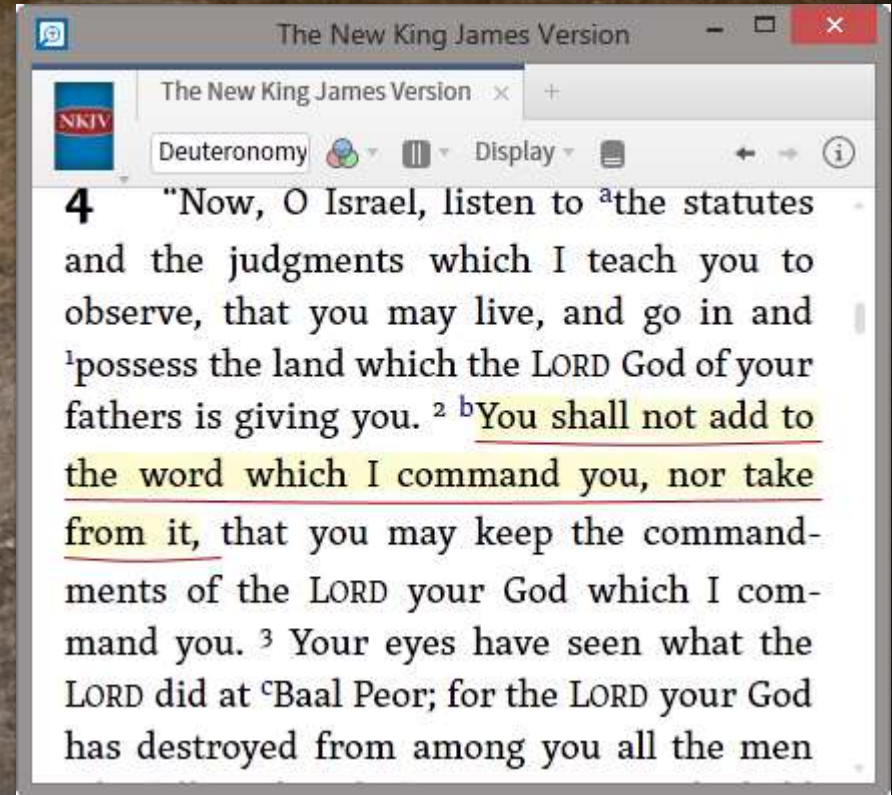 The New King James Version
The New King James Version
NKJV
Deuteronomy
Display
4 "Now, O Israel, listen to ᵃthe statutes
and the judgments which I teach you to
observe, that you may live, and go in and
¹possess the land which the LORD God of your
fathers is giving you. ² ᵇYou shall not add to
the word which I command you, nor take
from it, that you may keep the command-
ments of the LORD your God which I com-
mand you. ³ Your eyes have seen what the
LORD did at ᶜBaal Peor; for the LORD your God
has destroyed from among you all the men